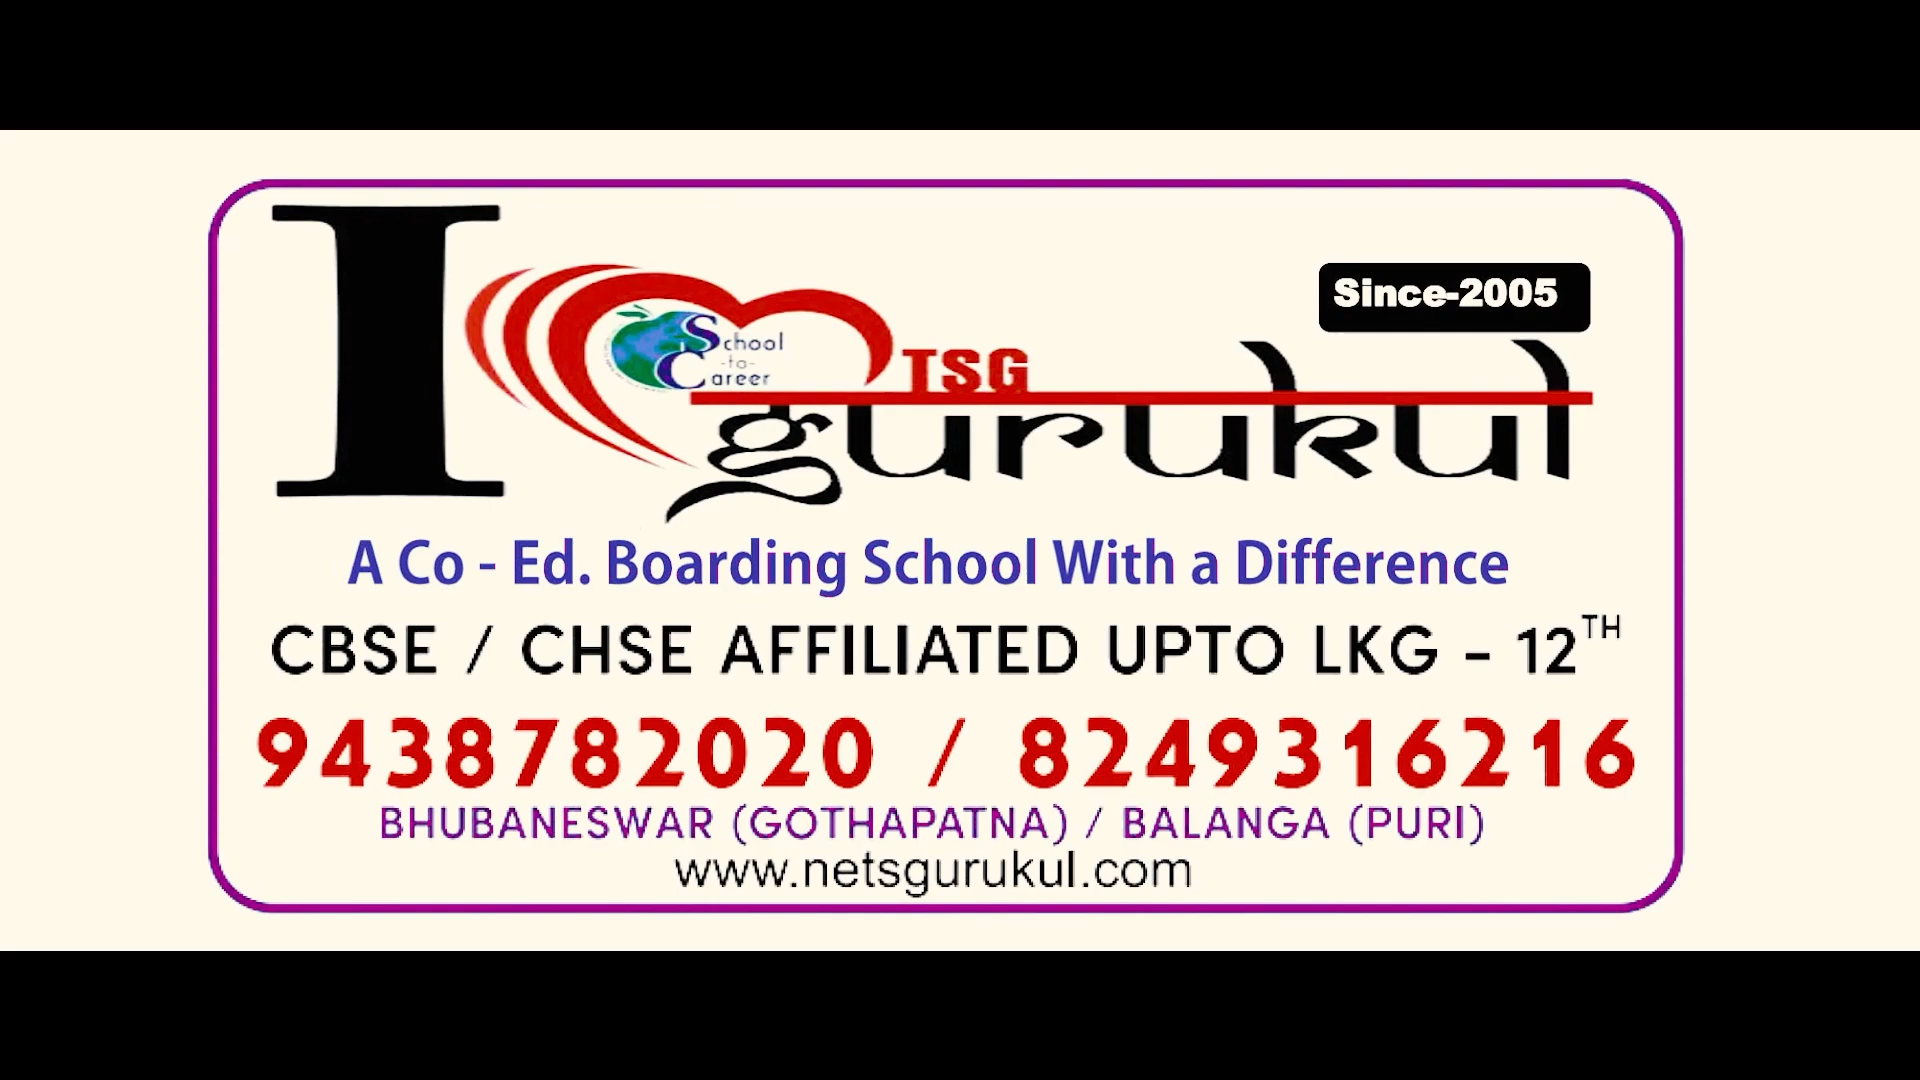 I
Since-2005
School
-to-
Career
TSG
gurukul
A Co - Ed. Boarding School With a Difference
CBSE / CHSE AFFILIATED UPTO LKG - 12TH
9438782020 / 8249316216
BHUBANESWAR (GOTHAPATNA) / BALANGA (PURI)
www.netsgurukul.com